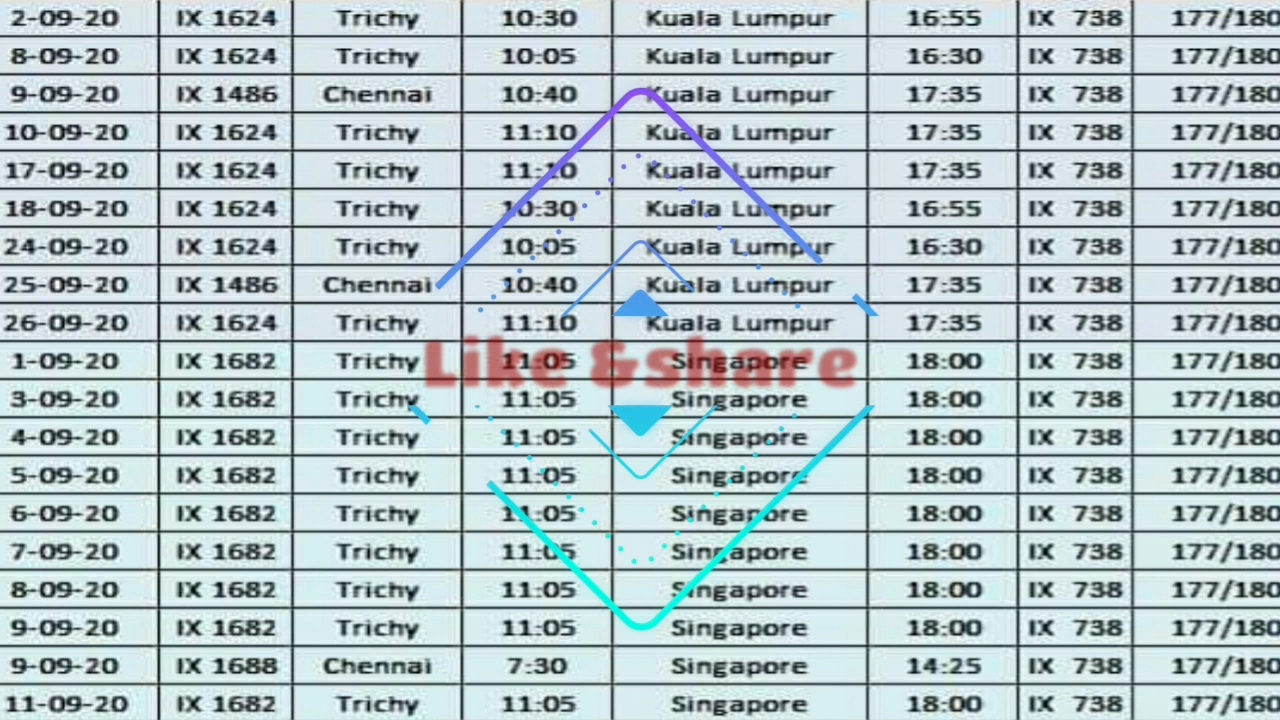 2-09-20 IX 1624 Trichy 10:30 Kuala Lumpur 16:55 IX 738 177/180
8-09-20 IX 1624 Trichy 10:05 Kuala Lumpur 16:30 IX 738 177/180
9-09-20 IX 1486 Chennai 10:40 Kuala Lumpur 17:35 IX 738 177/180
10-09-20 IX 1624 Trichy 11:10 Kuala Lumpur 17:35 IX 738 177/180
17-09-20 IX 1624 Trichy 11:10 Kuala Lumpur 17:35 IX 738 177/180
18-09-20 IX 1624 Trichy 10:30 Kuala Lumpur 16:55 IX 738 177/180
24-09-20 IX 1624 Trichy 10:05 Kuala Lumpur 16:30 IX 738 177/180
25-09-20 IX 1486 Chennai 10:40 Kuala Lumpur 17:35 IX 738 177/180
26-09-20 IX 1624 Trichy 11:10 Kuala Lumpur 17:35 IX 738 177/180
1-09-20 IX 1682 Trichy 11:05 Singapore 18:00 IX 738 177/180
Like &share
3-09-20 IX 1682 Trichy 11:05 Singapore 18:00 IX 738 177/180
4-09-20 IX 1682 Trichy 11:05 Singapore 18:00 IX 738 177/180
5-09-20 IX 1682 Trichy 11:05 Singapore 18:00 IX 738 177/180
6-09-20 IX 1682 Trichy 11:05 Singapore 18:00 IX 738 177/180
7-09-20 IX 1682 Trichy 11:05 Singapore 18:00 IX 738 177/180
8-09-20 IX 1682 Trichy 11:05 Singapore 18:00 IX 738 177/180
9-09-20 IX 1682 Trichy 11:05 Singapore 18:00 IX 738 177/180
9-09-20 IX 1688 Chennai 7:30 Singapore 14:25 IX 738 177/180
11-09-20 IX 1682 Trichy 11:05 Singapore 18:00 IX 738 177/180